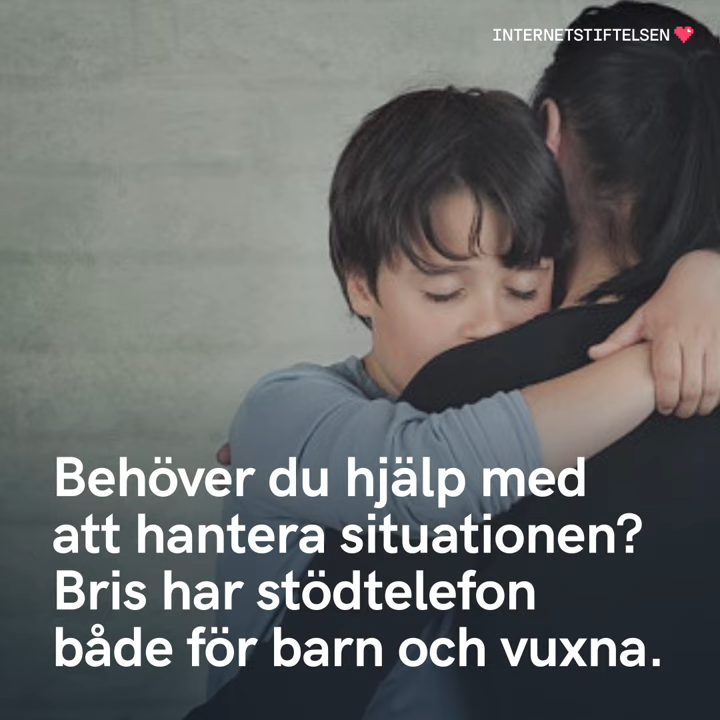 INTERNETSTIFTELSEN
Behöver du hjälp med
att hantera situationen?
Bris har stödtelefon
både för barn och vuxna.